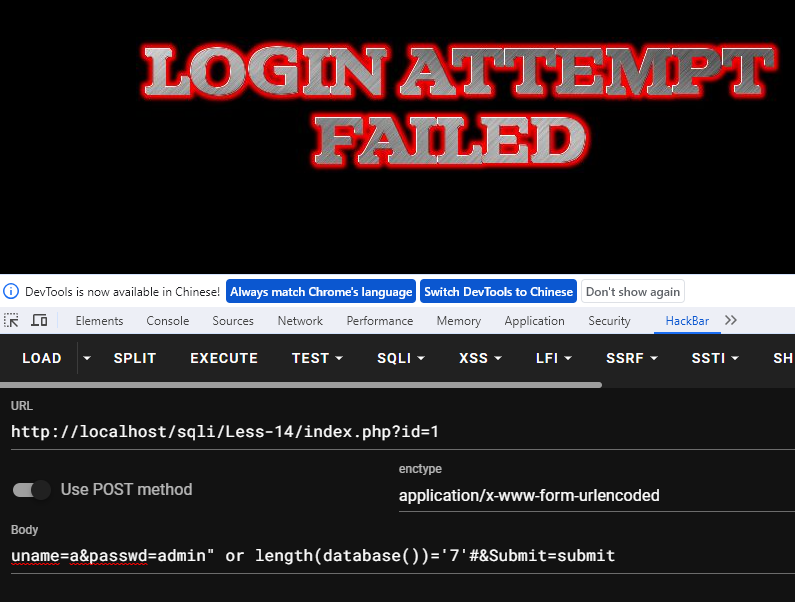 LOGIN ATTEMPT
FAILED
DevTools is now available in Chinese! Always match Chrome's language Switch DevTools to Chinese Don't show again
Elements Console Sources Network Performance Memory Application Security HackBar
LOAD SPLIT EXECUTE TEST SQLI XSS LFI SSRF SSTI SH
URL
http://localhost/sqli/Less-14/index.php?id=1
Use POST method
enctype
application/x-www-form-urlencoded
Body
uname=a&passwd=admin" or length(database())='7'#&Submit=submit